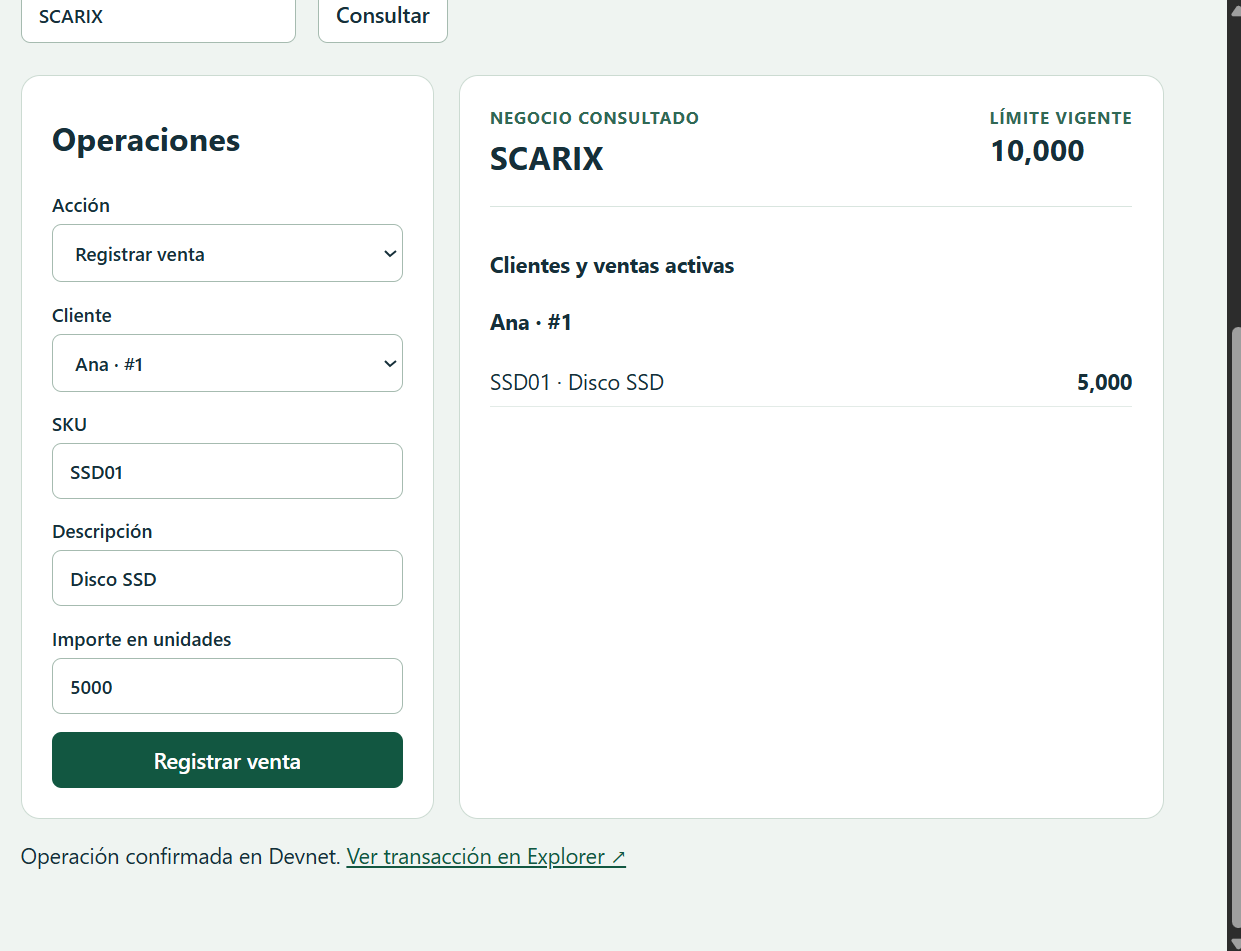 SCARIX
Consultar
Operaciones
Acción
Registrar venta
Cliente
Ana · #1
SKU
SSD01
Descripción
Disco SSD
Importe en unidades
5000
Registrar venta
NEGOCIO CONSULTADO
SCARIX
LÍMITE VIGENTE
10,000
Clientes y ventas activas
Ana · #1
SSD01 · Disco SSD 5,000
Operación confirmada en Devnet. Ver transacción en Explorer ↗